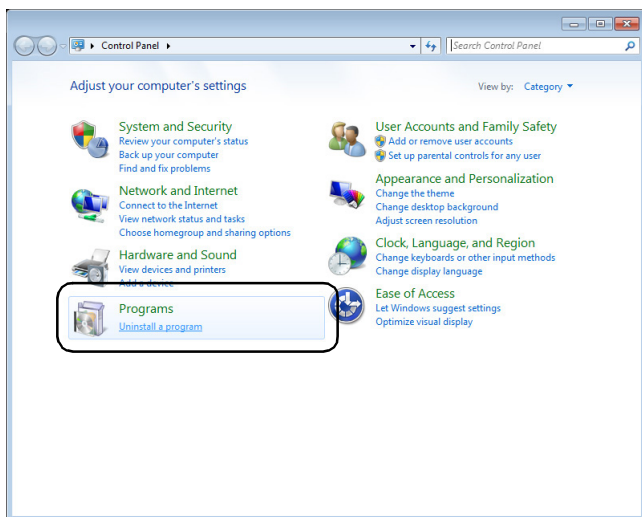 Control Panel
Search Control Panel
Adjust your computer's settings
View by: Category
System and Security
Review your computer's status
Back up your computer
Find and fix problems
Network and Internet
Connect to the Internet
View network status and tasks
Choose homegroup and sharing options
Hardware and Sound
View devices and printers
Add a device
Programs
Uninstall a program
User Accounts and Family Safety
Add or remove user accounts
Set up parental controls for any user
Appearance and Personalization
Change the theme
Change desktop background
Adjust screen resolution
Clock, Language, and Region
Change keyboards or other input methods
Change display language
Ease of Access
Let Windows suggest settings
Optimize visual display